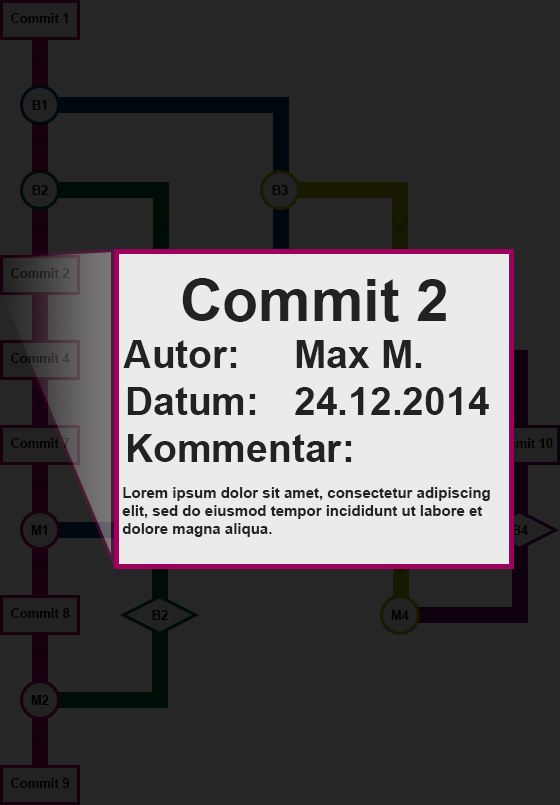 Commit 1
B1
B2
B3
Commit 2
Commit 2
Autor: Max M.
Datum: 24.12.2014
Kommentar:
Lorem ipsum dolor sit amet, consectetur adipiscing
elit, sed do eiusmod tempor incididunt ut labore et
dolore magna aliqua.
Commit 4
Commit 7
mit 10
M1
B4
Commit 8
B2
M4
M2
Commit 9